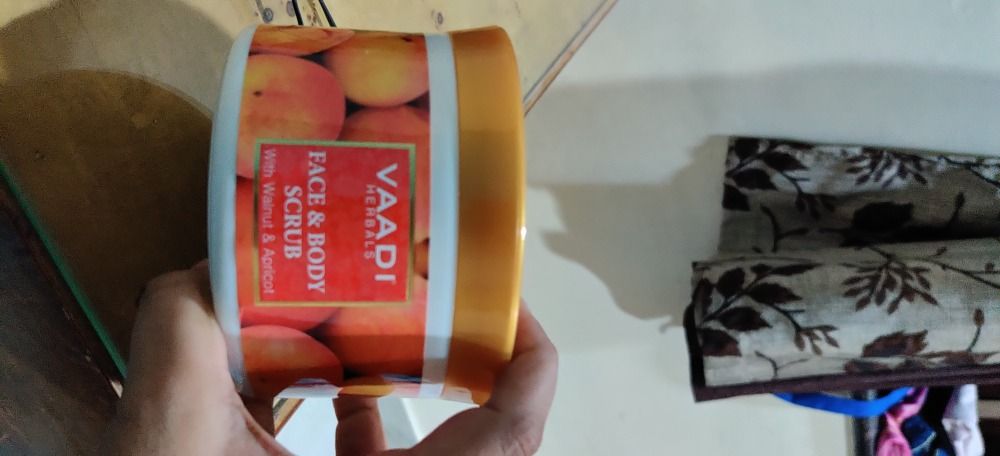 VAADI
HERBALS
FACE & BODY
SCRUB
With Walnut & Apricot